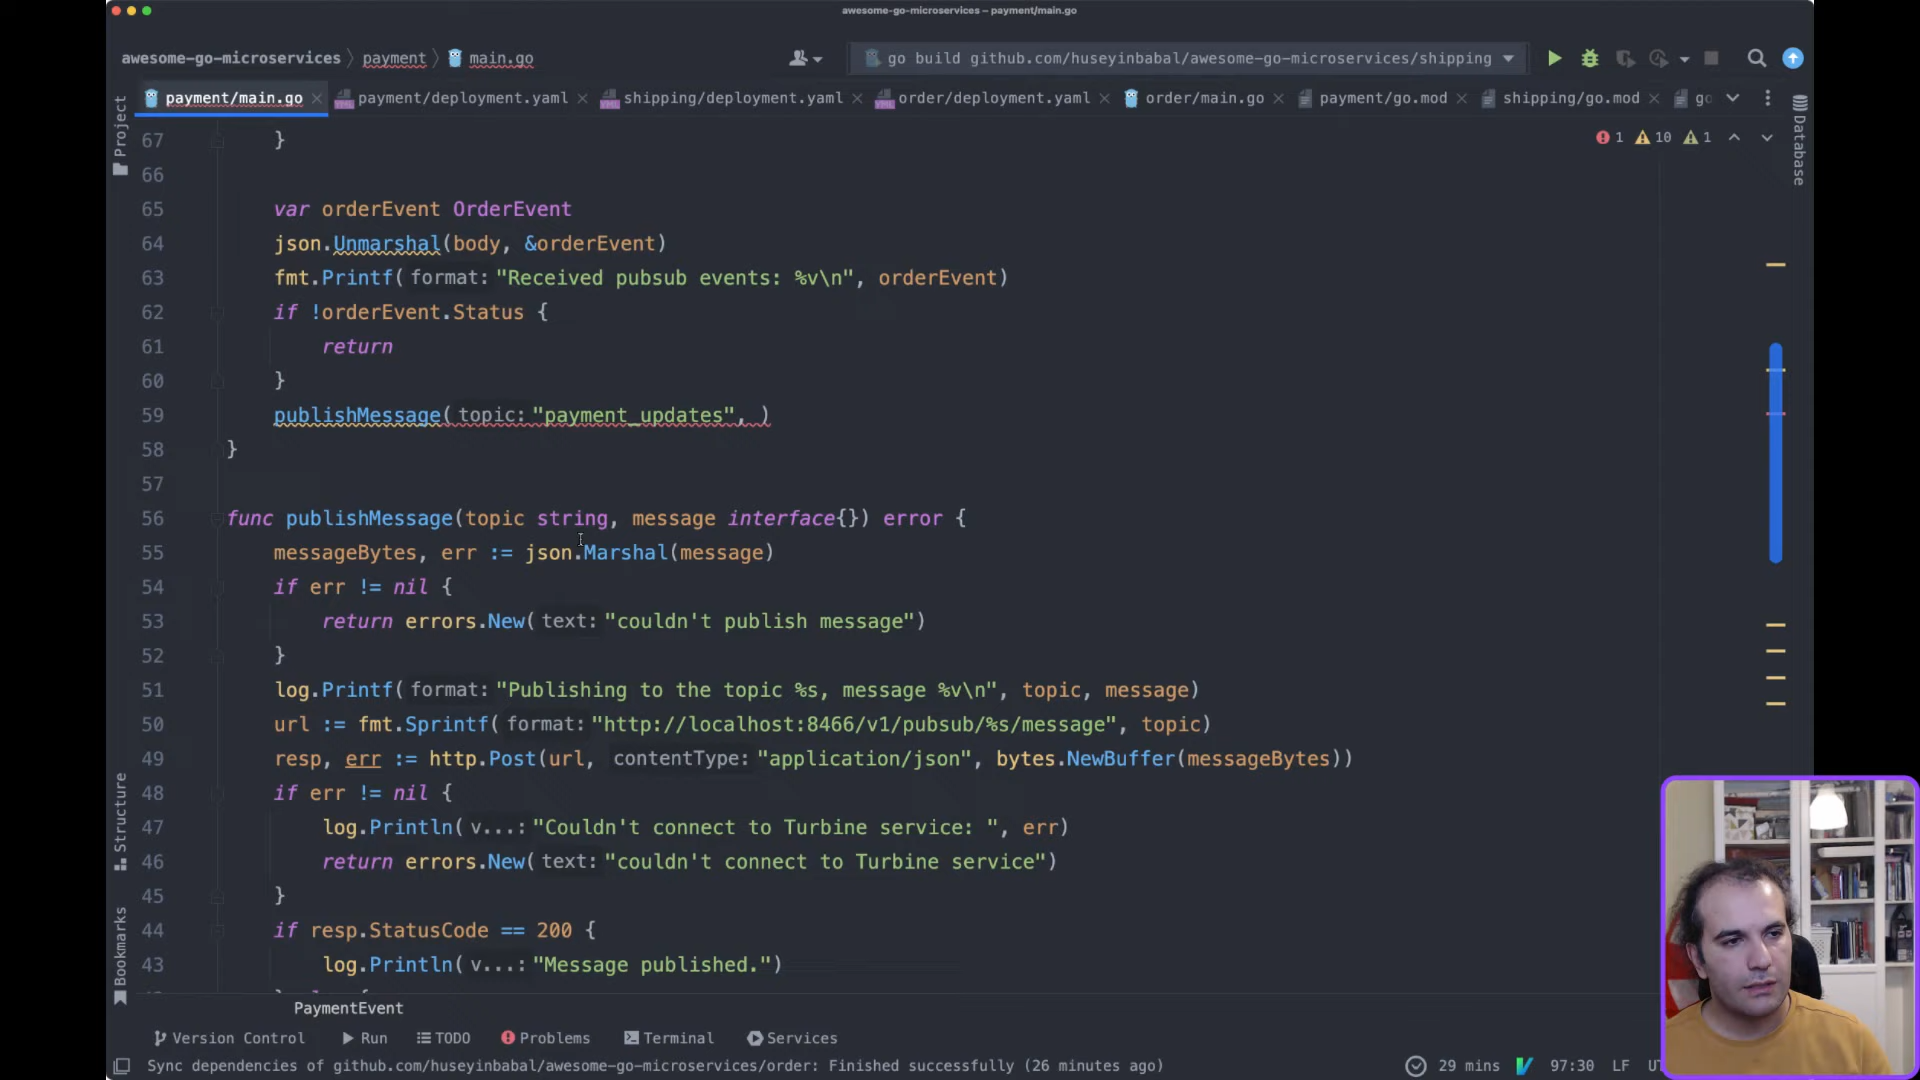 awesome-go-microservices – payment/main.go
awesome-go-microservices 〉 payment 〉 main.go
go build github.com/huseyinbabal/awesome-go-microservices/shipping
payment/main.go
payment/deployment.yaml
shipping/deployment.yaml
order/deployment.yaml
order/main.go
payment/go.mod
shipping/go.mod
go
Project
Database
1 10 1
67 }
66
65 var orderEvent OrderEvent
64 json.Unmarshal(body, &orderEvent)
63 fmt.Printf( format: "Received pubsub events: %v\n", orderEvent)
62 if !orderEvent.Status {
61 return
60 }
59 publishMessage( topic: "payment_updates", )
58 }
57
56 func publishMessage(topic string, message interface{}) error {
55 messageBytes, err := json.Marshal(message)
54 if err != nil {
53 return errors.New( text: "couldn't publish message")
52 }
51 log.Printf( format: "Publishing to the topic %s, message %v\n", topic, message)
50 url := fmt.Sprintf( format: "http://localhost:8466/v1/pubsub/%s/message", topic)
49 resp, err := http.Post(url, contentType: "application/json", bytes.NewBuffer(messageBytes))
48 if err != nil {
47 log.Println( v...: "Couldn't connect to Turbine service: ", err)
46 return errors.New( text: "couldn't connect to Turbine service")
45 }
44 if resp.StatusCode == 200 {
43 log.Println( v...: "Message published.")
Structure
Bookmarks
PaymentEvent
Version Control Run TODO Problems Terminal Services
Sync dependencies of github.com/huseyinbabal/awesome-go-microservices/order: Finished successfully (26 minutes ago)
29 mins 97:30 LF